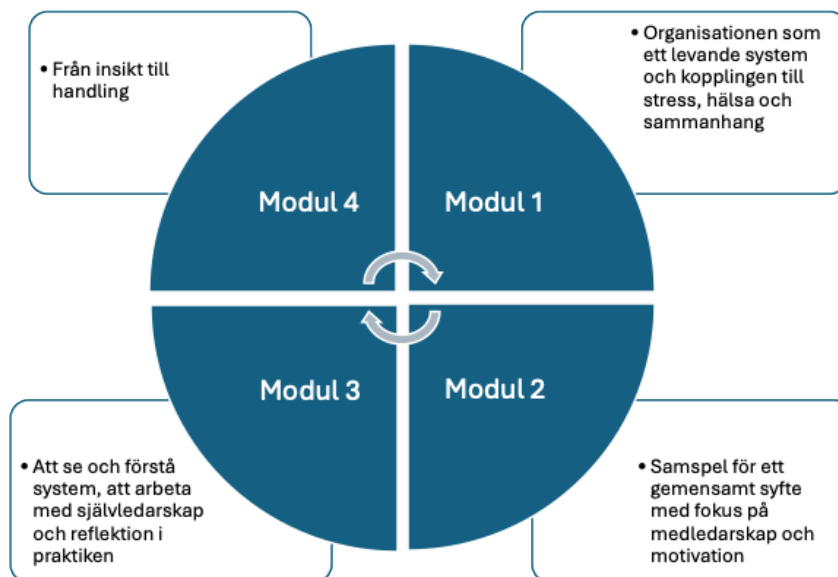 • Från insikt till
handling
• Organisationen som
ett levande system
och kopplingen till
stress, hälsa och
sammanhang
Modul 4
Modul 1
Modul 3
Modul 2
• Att se och förstå
system, att arbeta
med självledarskap
och reflektion i
praktiken
• Samspel för ett
gemensamt syfte
med fokus på
medledarskap och
motivation